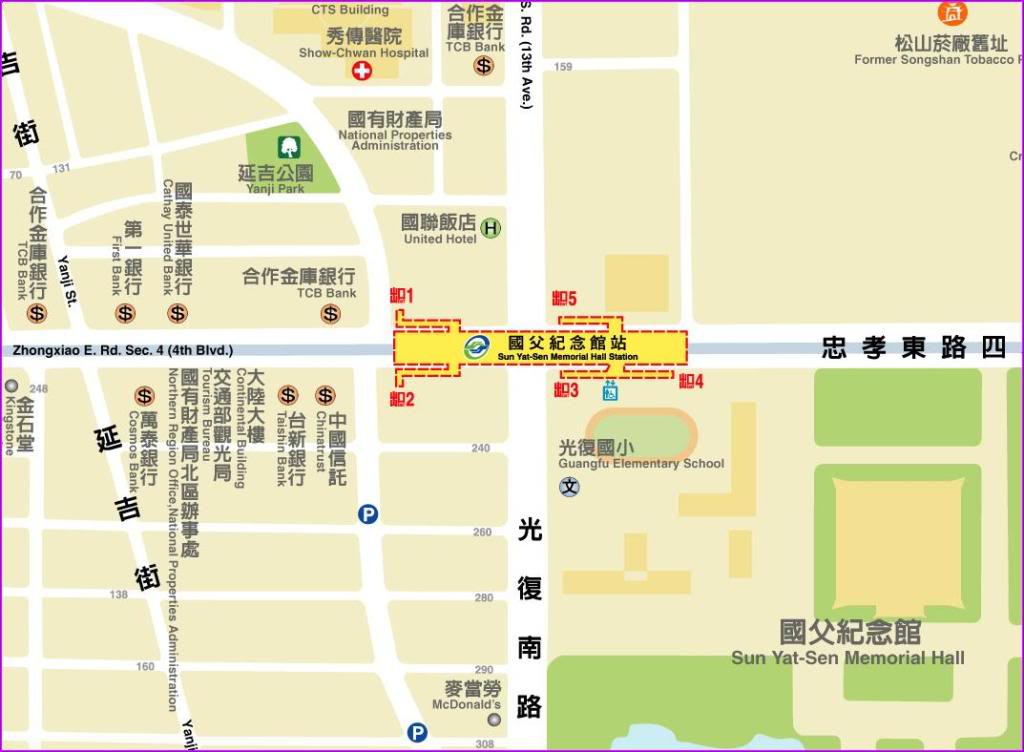 CTS Building
秀傳醫院
Show-Chwan Hospital
合作金庫銀行
TCB Bank
S. Rd. (13th Ave.)
松山菸廠舊址
Former Songshan Tobacco
159
吉街
國有財產局
National Properties
Administration
延吉公園
Yanji Park
70
131
合作金庫銀行
TCB Bank
第一銀行
First Bank
國泰世華銀行
Cathay United Bank
Yanji St.
國聯飯店
United Hotel
H
合作金庫銀行
TCB Bank
出口1
出口5
Zhongxiao E. Rd. Sec. 4 (4th Blvd.)
國父紀念館站
Sun Yat-Sen Memorial Hall Station
忠孝東路四
出口2
出口3
出口4
248
金石堂
Kingstone
萬泰銀行
Cosmos Bank
國有財產局北區辦事處
Northern Region Office,National Properties Administration
交通部觀光局
Tourism Bureau
大陸大樓
Continental Building
台新銀行
Taishin Bank
中國信託
Chinatrust
延吉街
240
光復國小
Guangfu Elementary School
文
P
260
光復南路
138
280
160
290
國父紀念館
Sun Yat-Sen Memorial Hall
麥當勞
McDonald's
P
308
Yanji